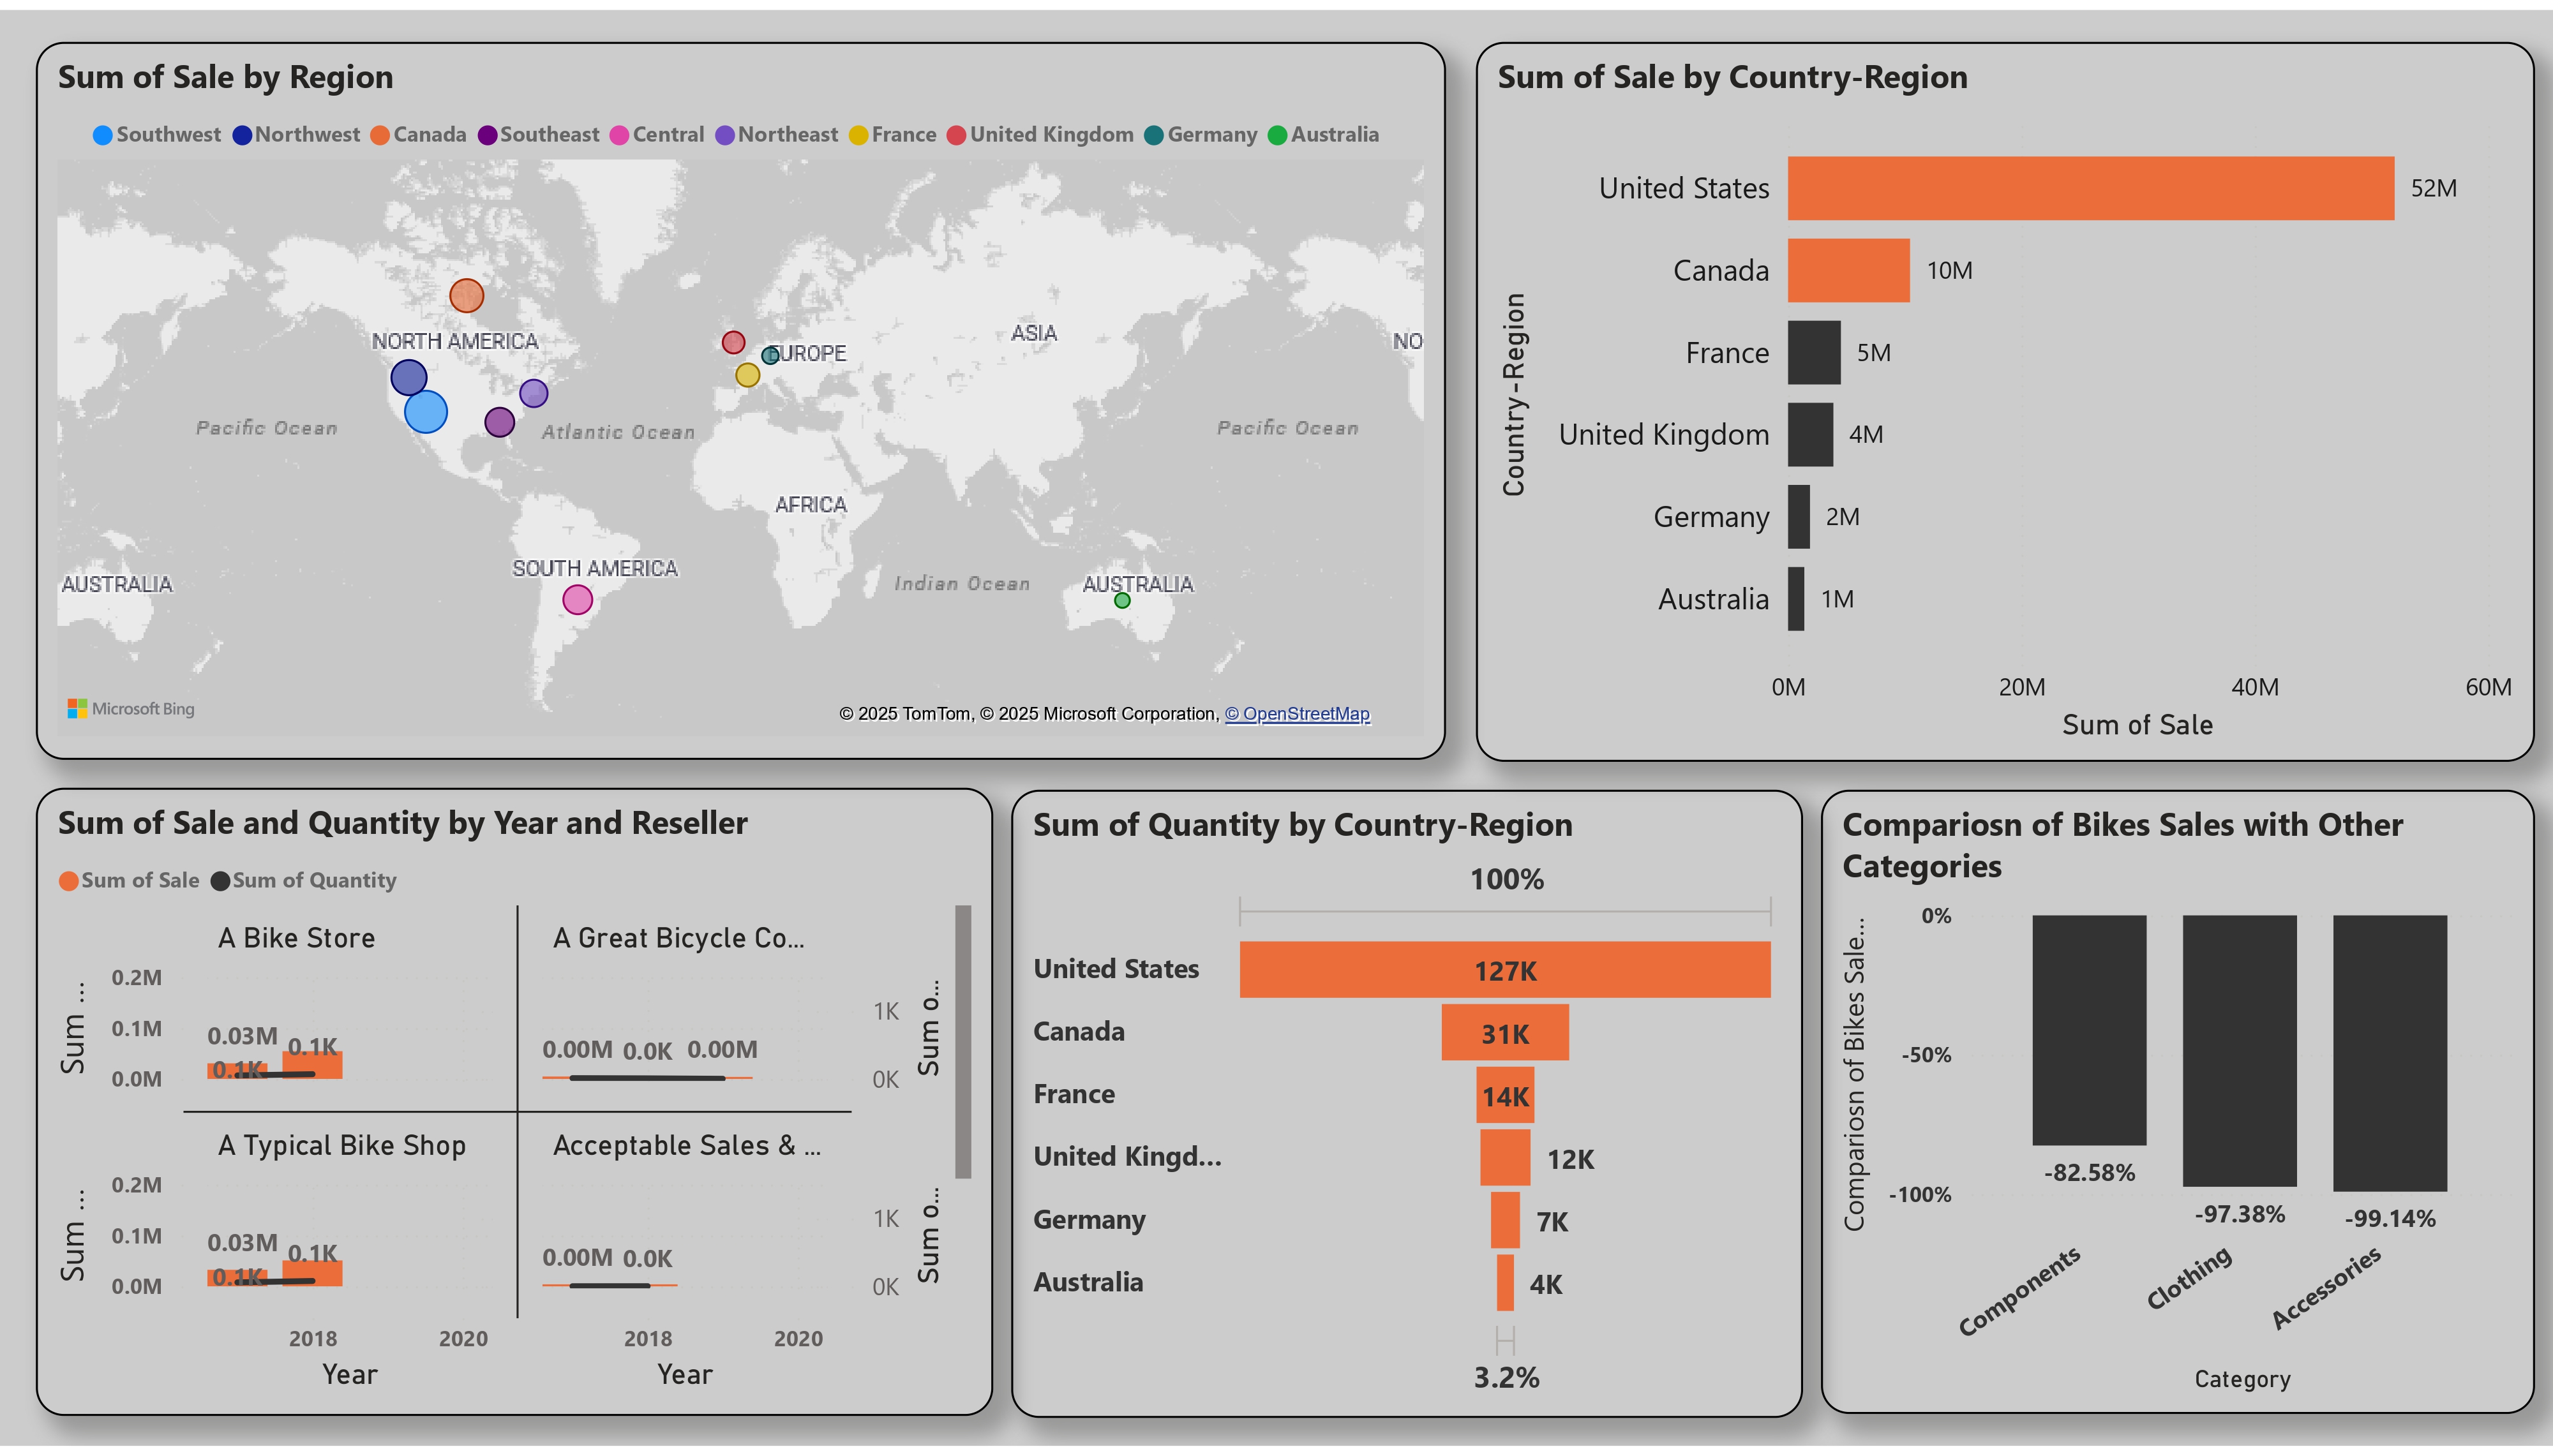 Sum of Sale by Region
Southwest Northwest Canada Southeast Central Northeast France United Kingdom Germany Australia
NORTH AMERICA
EUROPE
ASIA
NO
Pacific Ocean
Atlantic Ocean
Pacific Ocean
AFRICA
SOUTH AMERICA
Indian Ocean
AUSTRALIA
AUSTRALIA
Microsoft Bing
© 2025 TomTom, © 2025 Microsoft Corporation, © OpenStreetMap
Sum of Sale by Country-Region
Country-Region
United States 52M
Canada 10M
France 5M
United Kingdom 4M
Germany 2M
Australia 1M
0M 20M 40M 60M
Sum of Sale
Sum of Sale and Quantity by Year and Reseller
Sum of Sale Sum of Quantity
A Bike Store
A Great Bicycle Co...
Sum ...
0.2M
0.1M
0.0M
0.03M 0.1K
0.1K
0.00M 0.0K 0.00M
1K
0K
Sum o...
A Typical Bike Shop
Acceptable Sales & ...
Sum ...
0.2M
0.1M
0.0M
0.03M 0.1K
0.1K
0.00M 0.0K
1K
0K
Sum o...
2018 2020 2018 2020
Year Year
Sum of Quantity by Country-Region
100%
United States 127K
Canada 31K
France 14K
United Kingd... 12K
Germany 7K
Australia 4K
3.2%
Compariosn of Bikes Sales with Other
Categories
Compariosn of Bikes Sale...
0%
-50%
-100%
-82.58%
-97.38%
-99.14%
Components
Clothing
Accessories
Category